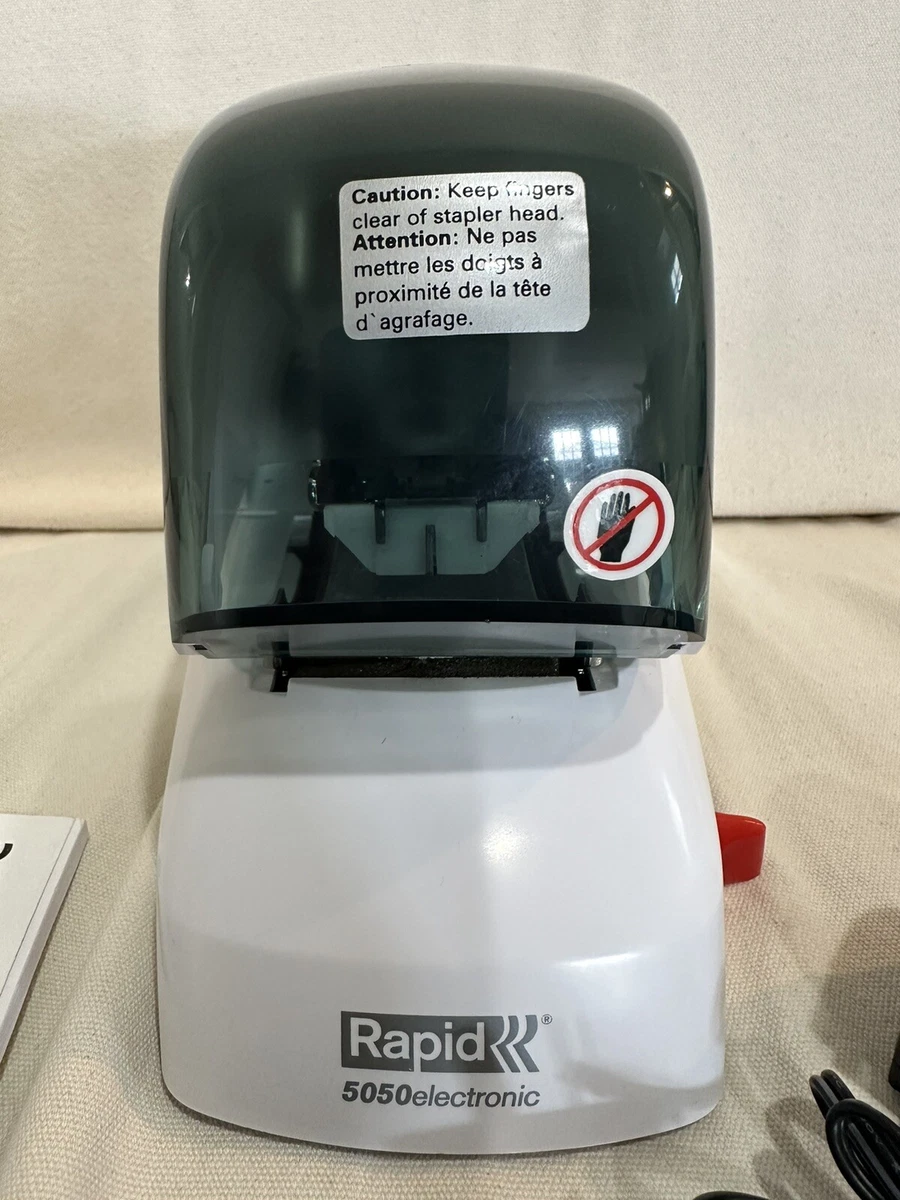 Caution: Keep fingers
clear of stapler head.
Attention: Ne pas
mettre les doigts à
proximité de la tête
d`agrafage.
Rapid®
5050electronic